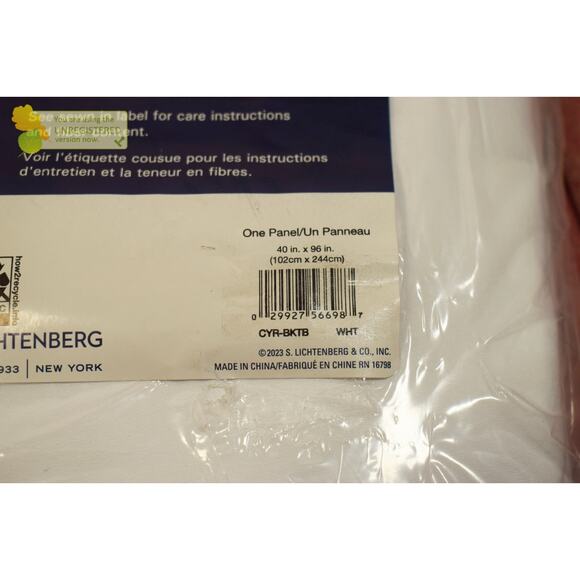 You are using the
UNREGISTERED
version now.
See sewn in label for care instructions
and fiber content.
Voir l'étiquette cousue pour les instructions
d'entretien et la teneur en fibres.
One Panel/Un Panneau
40 in. x 96 in.
(102cm x 244cm)
how2recycle.info
0 29927 56698 7
CYR-BKTB WHT
©2023 S. LICHTENBERG & CO., INC.
MADE IN CHINA/FABRIQUÉ EN CHINE RN 16798
HTENBERG
933 | NEW YORK